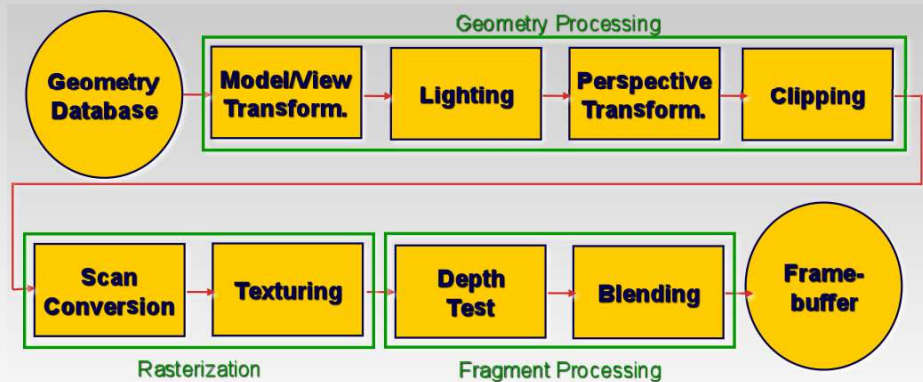 Geometry Processing
Geometry
Database
Model/View
Transform.
Lighting
Perspective
Transform.
Clipping
Scan
Conversion
Texturing
Depth
Test
Blending
Frame-
buffer
Rasterization
Fragment Processing